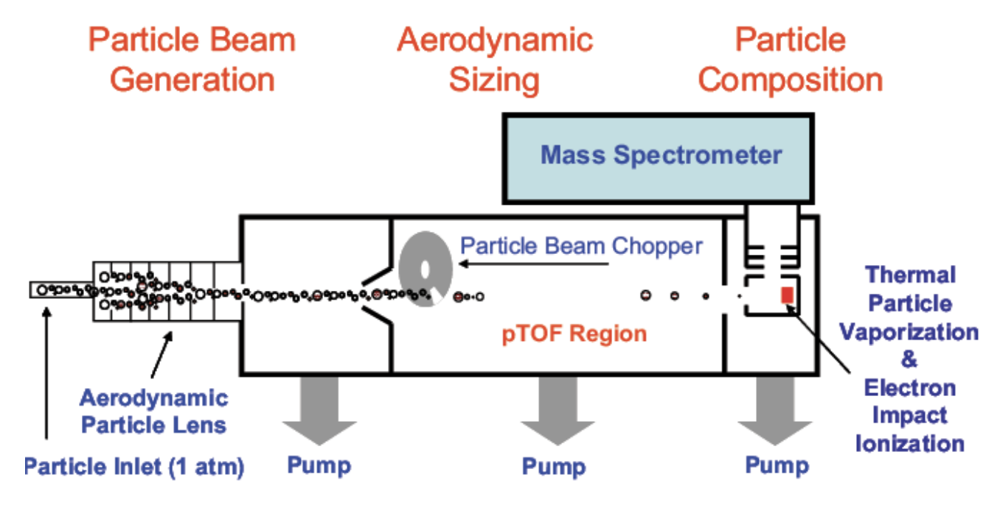 Particle Beam
Generation
Aerodynamic
Sizing
Particle
Composition
Mass Spectrometer
Particle Beam Chopper
pTOF Region
Thermal
Particle
Vaporization
&
Electron
Impact
Ionization
Aerodynamic
Particle Lens
Particle Inlet (1 atm)
Pump
Pump
Pump